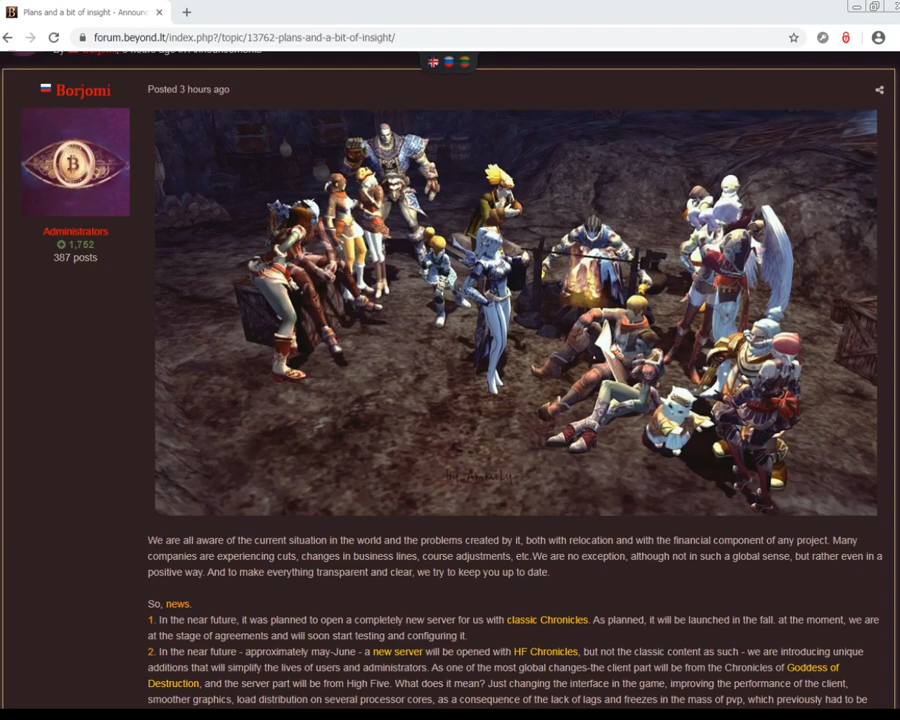 Plans and a bit of insight - Announc
forum.beyond.lt/index.php?/topic/13762-plans-and-a-bit-of-insight/
Borjomi
Posted 3 hours ago
Administrators
1,752
387 posts
We are all aware of the current situation in the world and the problems created by it, both with relocation and with the financial component of any project. Many
companies are experiencing cuts, changes in business lines, course adjustments, etc.We are no exception, although not in such a global sense, but rather even in a
positive way. And to make everything transparent and clear, we try to keep you up to date.
So, news.
1. In the near future, it was planned to open a completely new server for us with classic Chronicles. As planned, it will be launched in the fall. at the moment, we are
at the stage of agreements and will soon start testing and configuring it.
2. In the near future - approximately may-June - a new server will be opened with HF Chronicles, but not the classic content as such - we are introducing unique
additions that will simplify the lives of users and administrators. As one of the most global changes-the client part will be from the Chronicles of Goddess of
Destruction, and the server part will be from High Five. What does it mean? Just changing the interface in the game, improving the performance of the client,
smoother graphics, load distribution on several processor cores, as a consequence of the lack of lags and freezes in the mass of pvp, which previously had to be